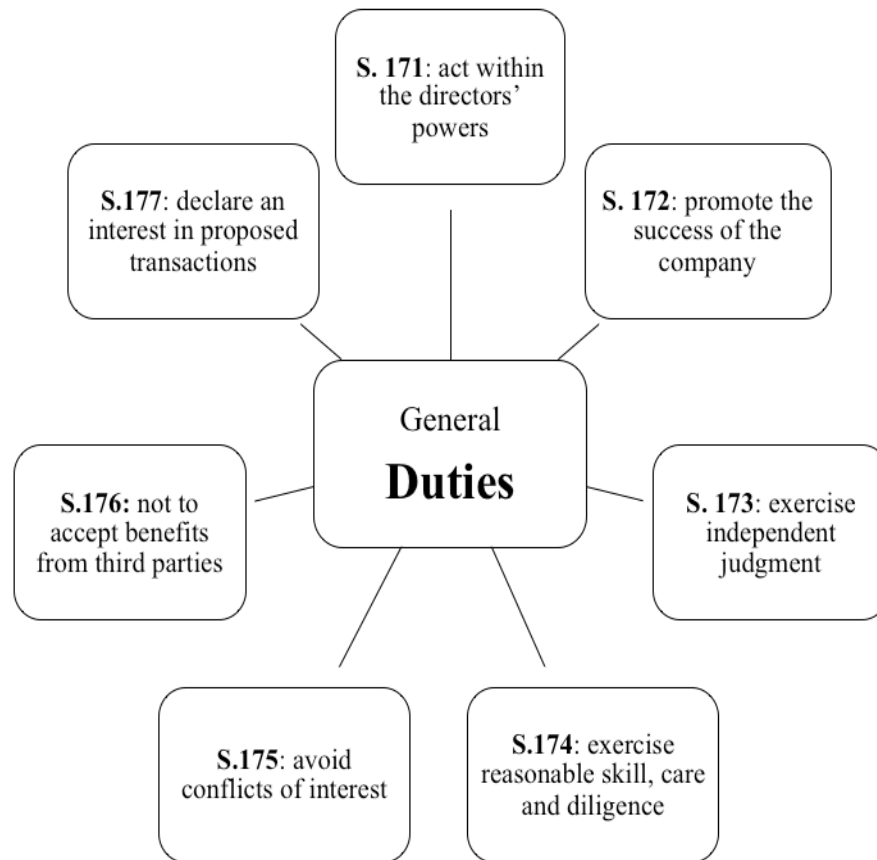 S. 171: act within
the directors’
powers
S. 172: promote the
success of the
company
S. 173: exercise
independent
judgment
S.174: exercise
reasonable skill, care
and diligence
S.175: avoid
conflicts of interest
S.176: not to
accept benefits
from third parties
S.177: declare an
interest in proposed
transactions
General
Duties